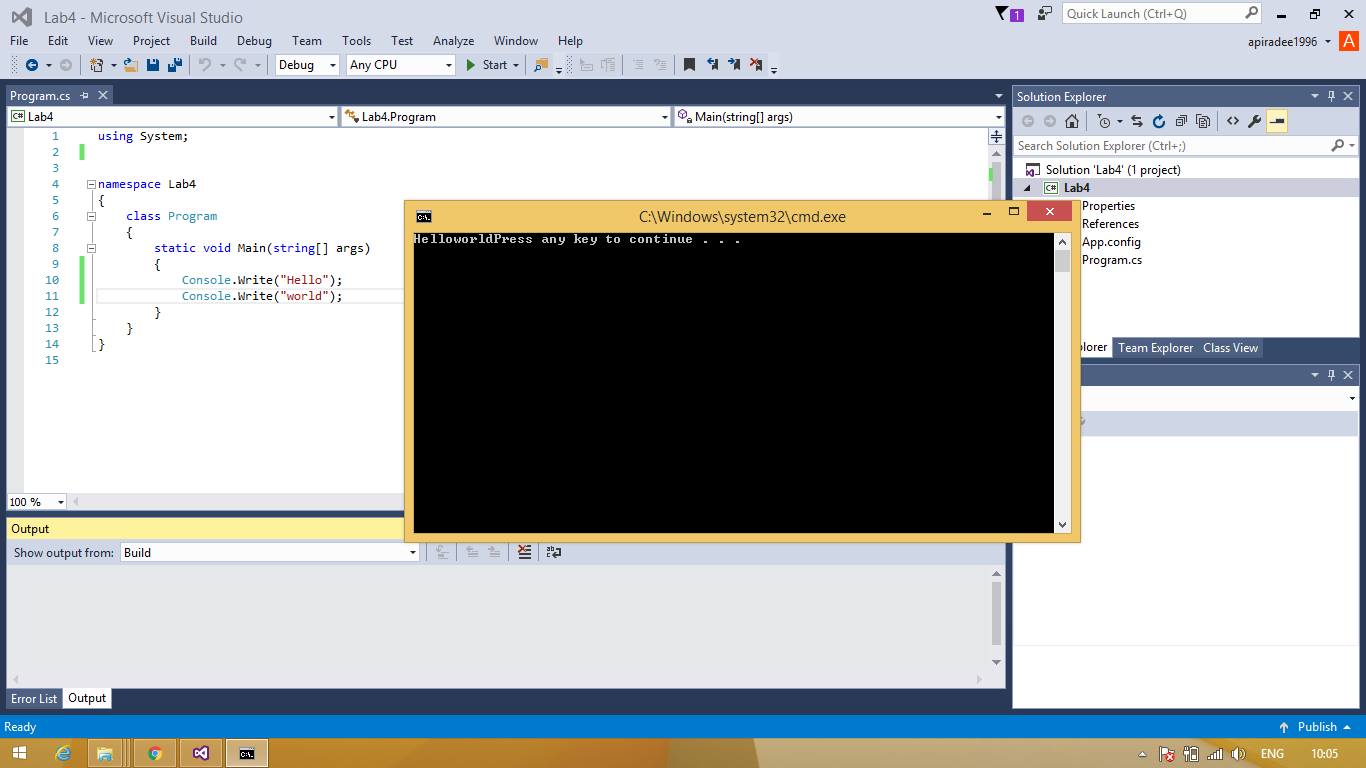 Lab4 - Microsoft Visual Studio
1
Quick Launch (Ctrl+Q)
File Edit View Project Build Debug Team Tools Test Analyze Window Help
apiradee1996
A
Debug
Any CPU
Start
Program.cs
C# Lab4
Lab4.Program
Main(string[] args)
1 using System;
2
3
4 namespace Lab4
5 {
6 class Program
7 {
8 static void Main(string[] args)
9 {
10 Console.Write("Hello");
11 Console.Write("world");
12 }
13 }
14 }
15
100 %
C:\Windows\system32\cmd.exe
HelloworldPress any key to continue . . .
Solution Explorer
Search Solution Explorer (Ctrl+;)
Solution 'Lab4' (1 project)
C# Lab4
Properties
References
App.config
Program.cs
Team Explorer
Class View
Output
Show output from:
Build
Error List
Output
Ready
Publish
ENG
10:05